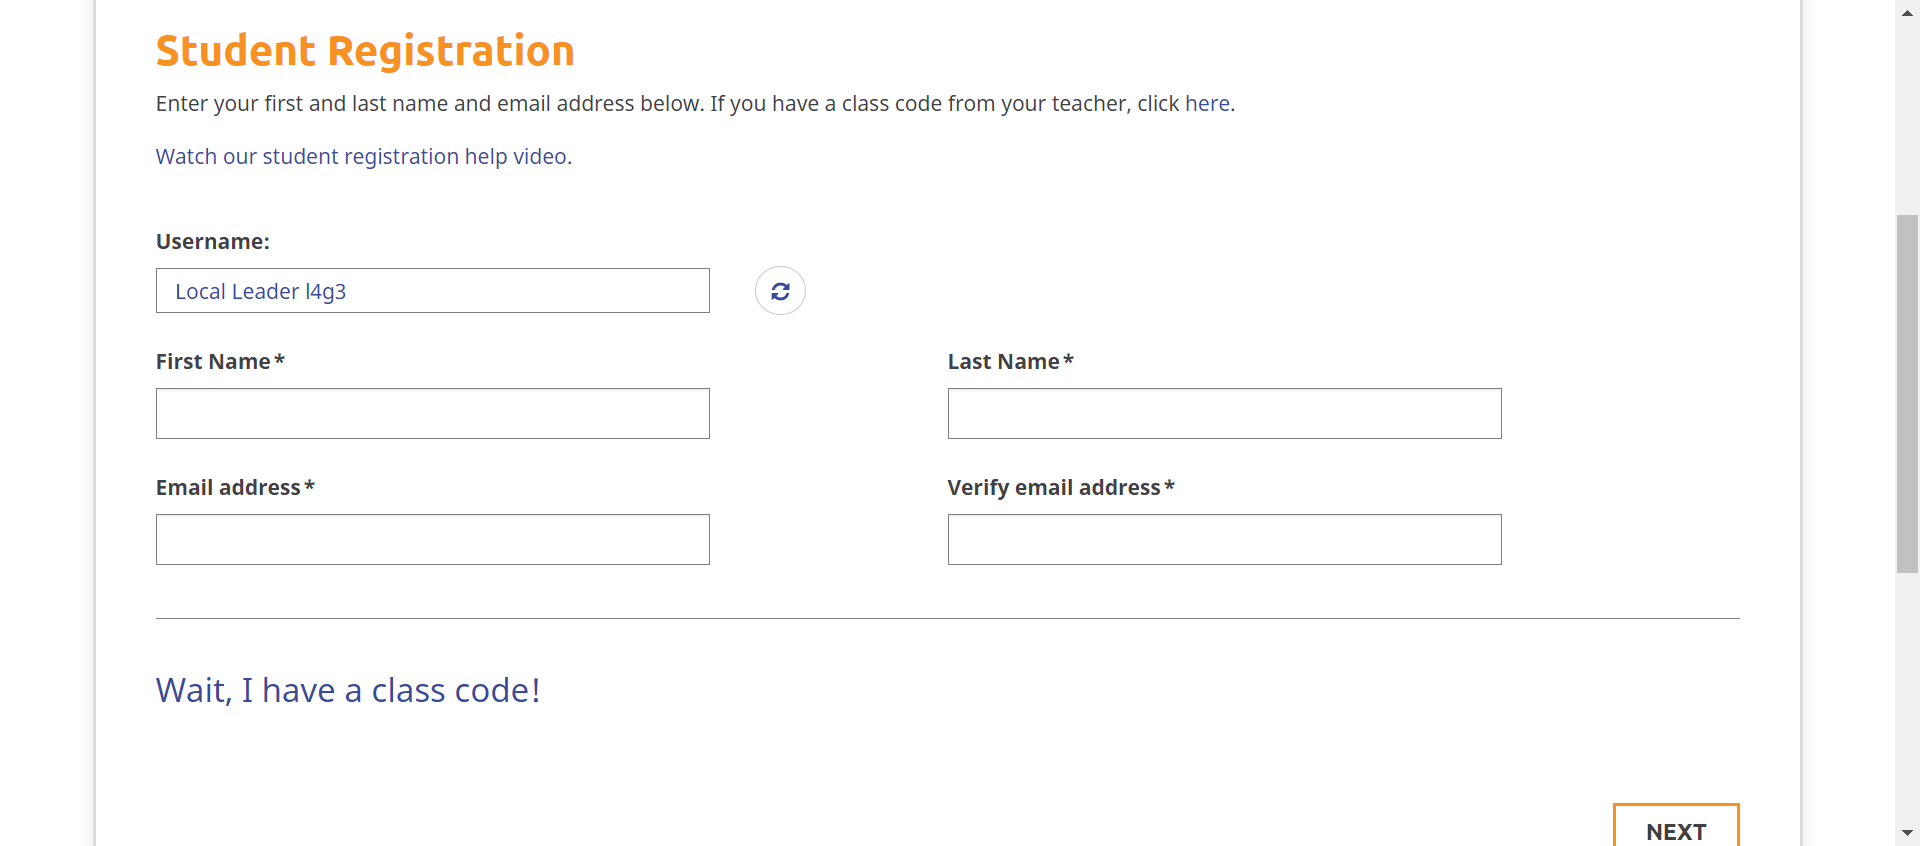 Student Registration
Enter your first and last name and email address below. If you have a class code from your teacher, click here.
Watch our student registration help video.
Username:
Local Leader l4g3
First Name*
Last Name*
Email address*
Verify email address*
Wait, I have a class code!
NEXT